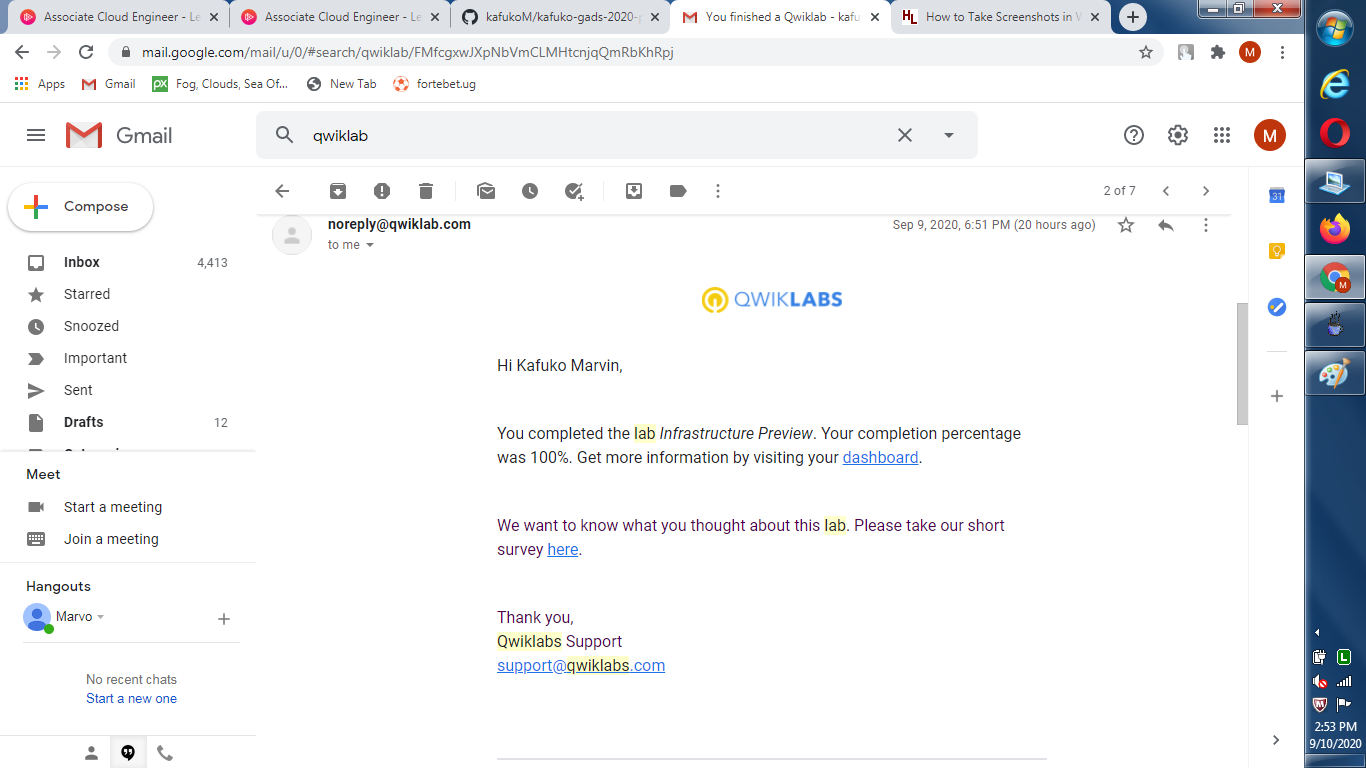 Associate Cloud Engineer - Le
Associate Cloud Engineer - Le
kafukoM/kafuko-gads-2020-p
You finished a Qwiklab - kafu
How to Take Screenshots in W
mail.google.com/mail/u/0/#search/qwiklab/FMfcgxwJXpNbVmCLMHtcnjqQmRbKhRpj
M
Apps
Gmail
Fog, Clouds, Sea Of...
New Tab
fortebet.ug
Gmail
qwiklab
M
Compose
2 of 7
noreply@qwiklab.com
Sep 9, 2020, 6:51 PM (20 hours ago)
to me
Inbox 4,413
Starred
Snoozed
Important
Sent
Drafts 12
Meet
Start a meeting
Join a meeting
Hangouts
Marvo
No recent chats
Start a new one
QWIKLABS
Hi Kafuko Marvin,
You completed the lab Infrastructure Preview. Your completion percentage
was 100%. Get more information by visiting your dashboard.
We want to know what you thought about this lab. Please take our short
survey here.
Thank you,
Qwiklabs Support
support@qwiklabs.com
31
M
L
2:53 PM
9/10/2020